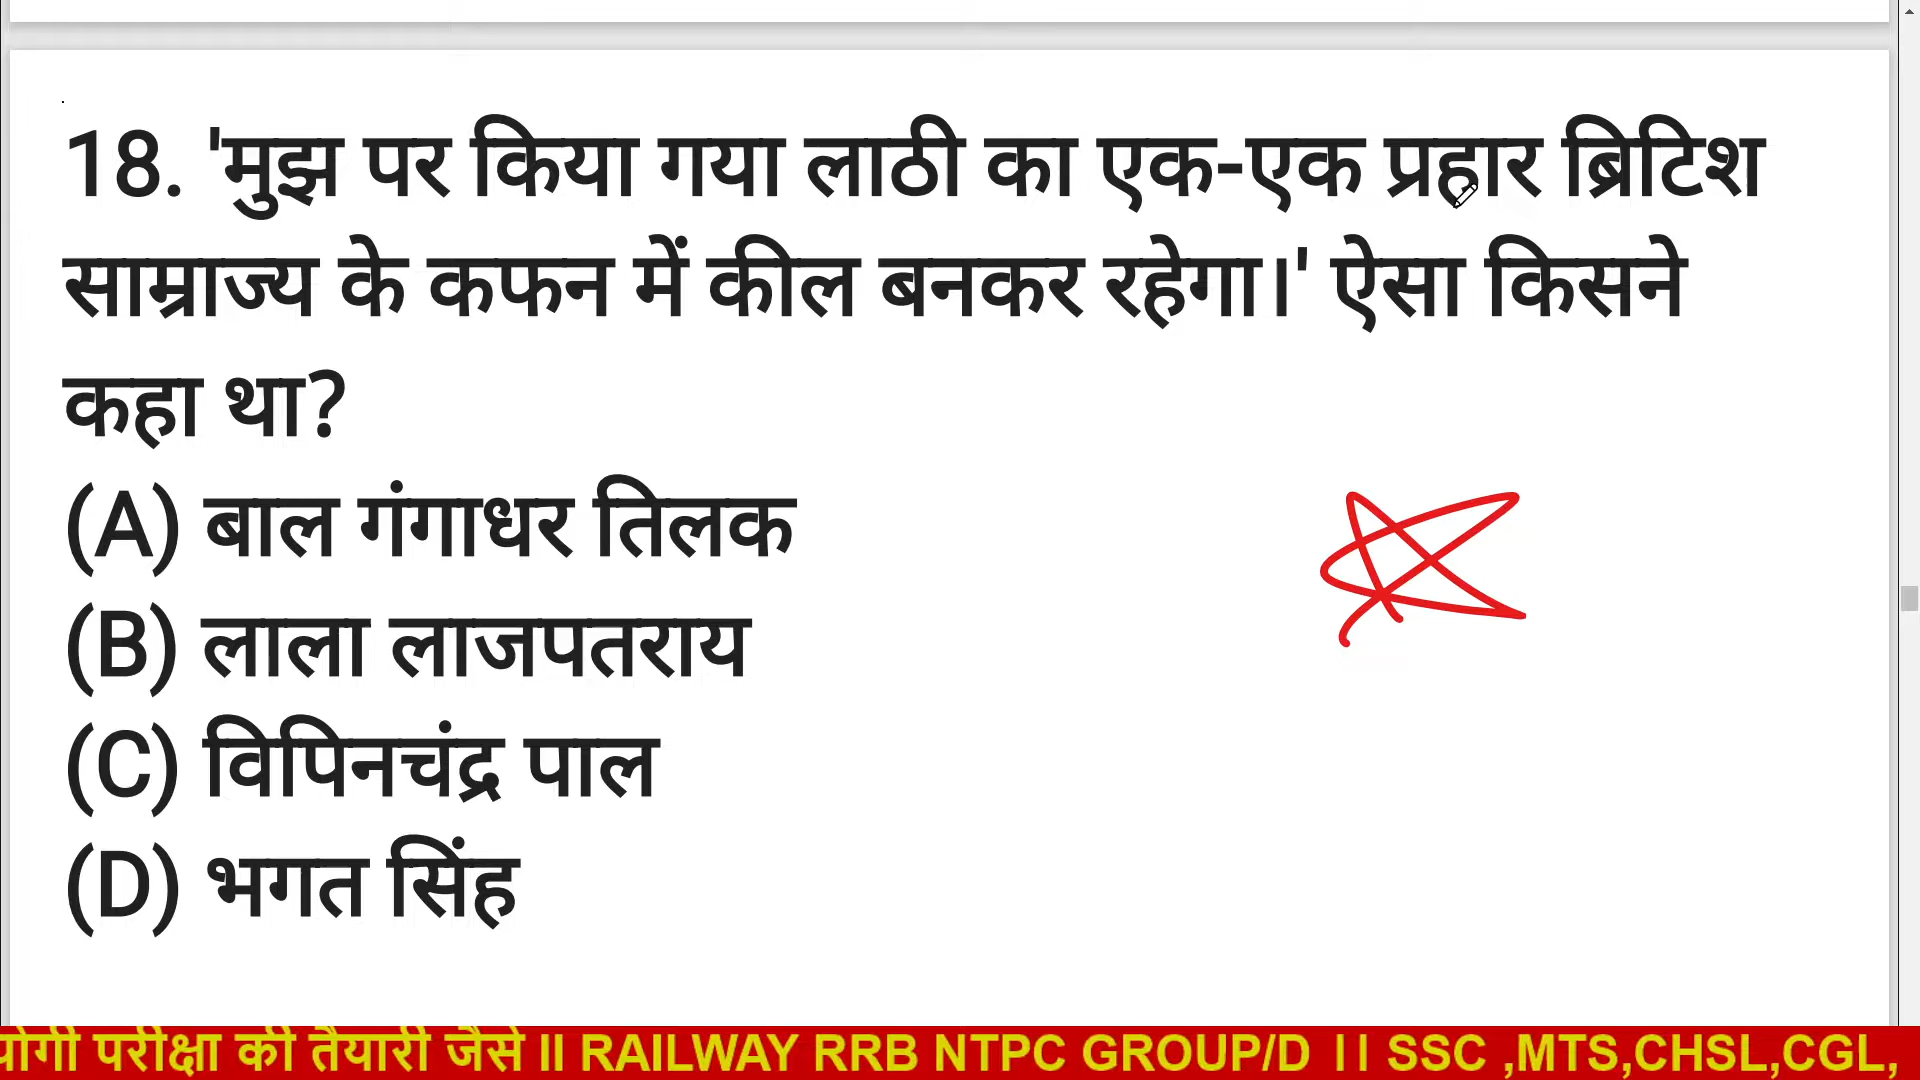 18. 'मुझ पर किया गया लाठी का एक-एक प्रहार ब्रिटिश
साम्राज्य के कफन में कील बनकर रहेगा।' ऐसा किसने
कहा था?
(A) बाल गंगाधर तिलक
(B) लाला लाजपतराय
(C) विपिनचंद्र पाल
(D) भगत सिंह
योगी परीक्षा की तैयारी जैसे II RAILWAY RRB NTPC GROUP/D II SSC ,MTS,CHSL,CGL,